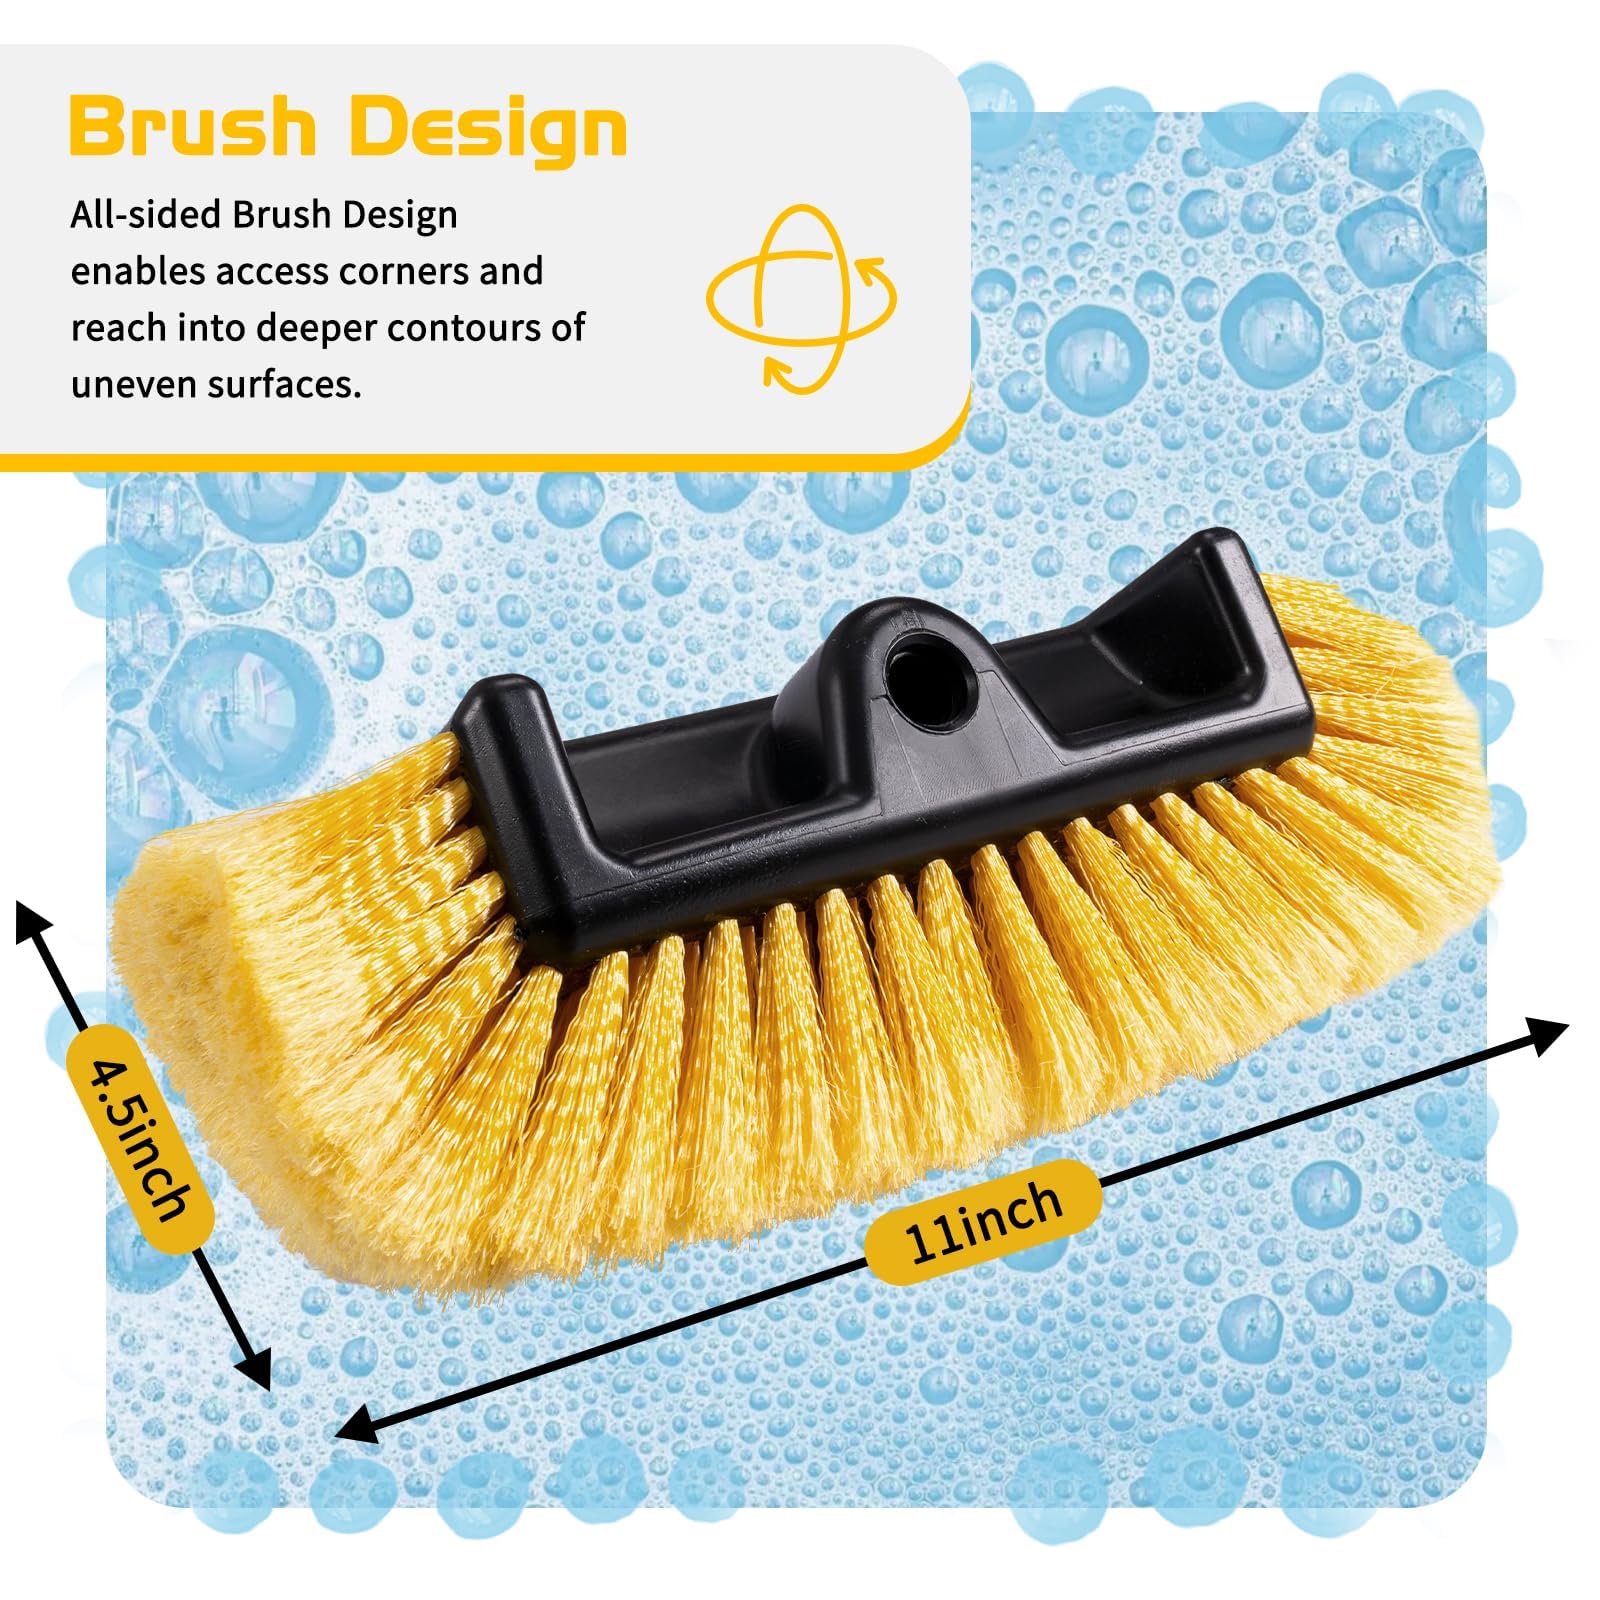 Brush Design
All-sided Brush Design
enables access corners and
reach into deeper contours of
uneven surfaces.
4.5inch
11inch